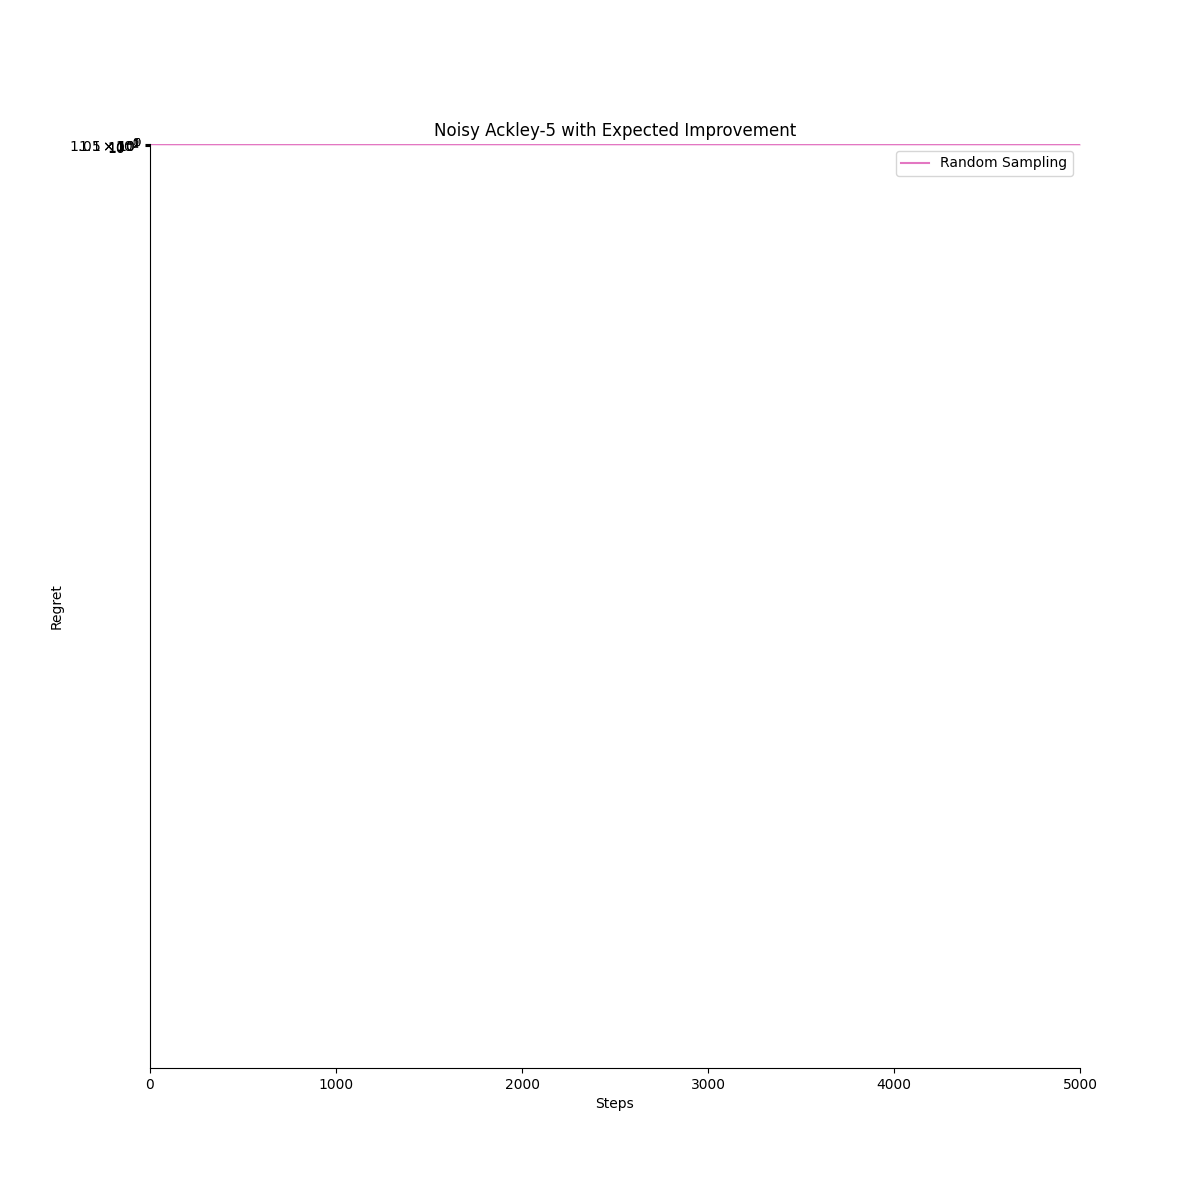 Noisy Ackley-5 with Expected Improvement
Random Sampling
Regret
0 1000 2000 3000 4000 5000
Steps